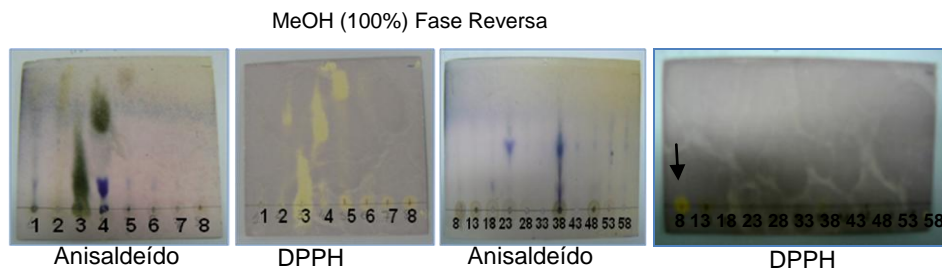 MeOH (100%) Fase Reversa
1 2 3 4 5 6 7 8
1 2 3 4 5 6 7 8
8 13 18 23 28 33 38 43 48 53 58
8 13 18 23 28 33 38 43 48 53 58
Anisaldeído
DPPH
Anisaldeído
DPPH